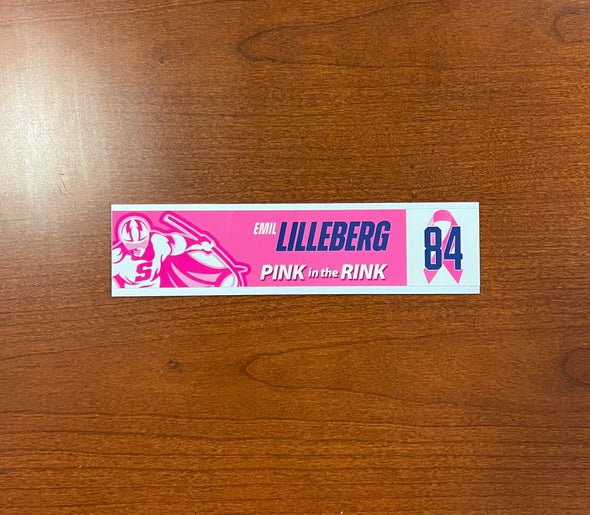 EMIL LILLEBERG
PINK in the RINK
84
S